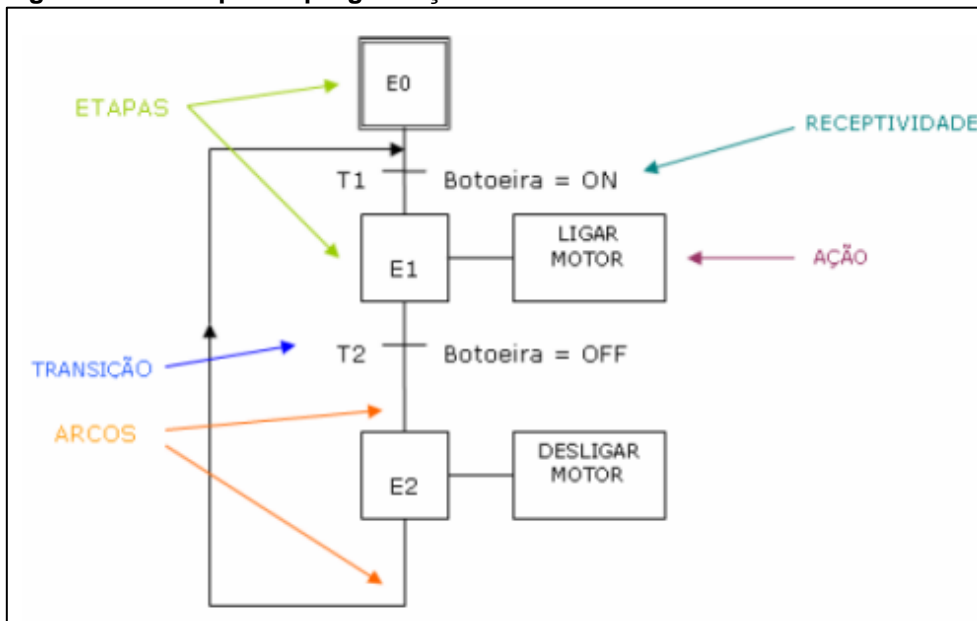 E0
ETAPAS
RECEPTIVIDADE
T1 Botoeira = ON
LIGAR
MOTOR
E1
AÇÃO
T2 Botoeira = OFF
TRANSIÇÃO
ARCOS
DESLIGAR
MOTOR
E2